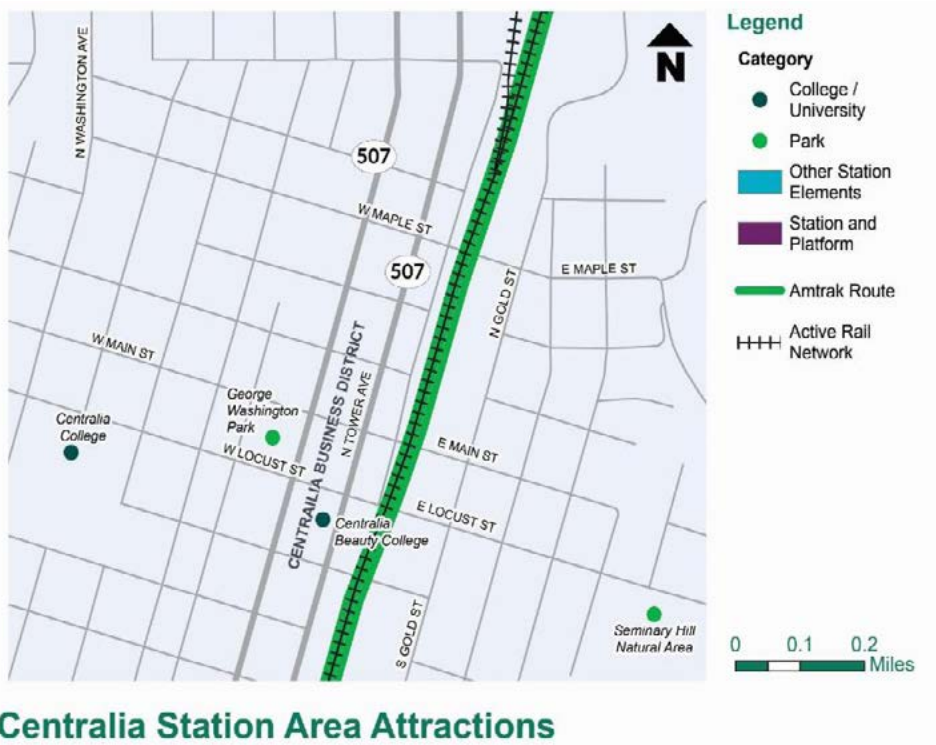 N WASHINGTON AVE
N
507
W MAPLE ST
507
E MAPLE ST
N GOLD ST
W MAIN ST
George
Washington
Park
Centralia
College
W LOCUST ST
CENTRAILIA BUSINESS DISTRICT
N TOWER AVE
E MAIN ST
E LOCUST ST
Centralia
Beauty College
S GOLD ST
Seminary Hill
Natural Area
Legend
Category
College /
University
Park
Other Station
Elements
Station and
Platform
Amtrak Route
Active Rail
Network
0 0.1 0.2
Miles
Centralia Station Area Attractions